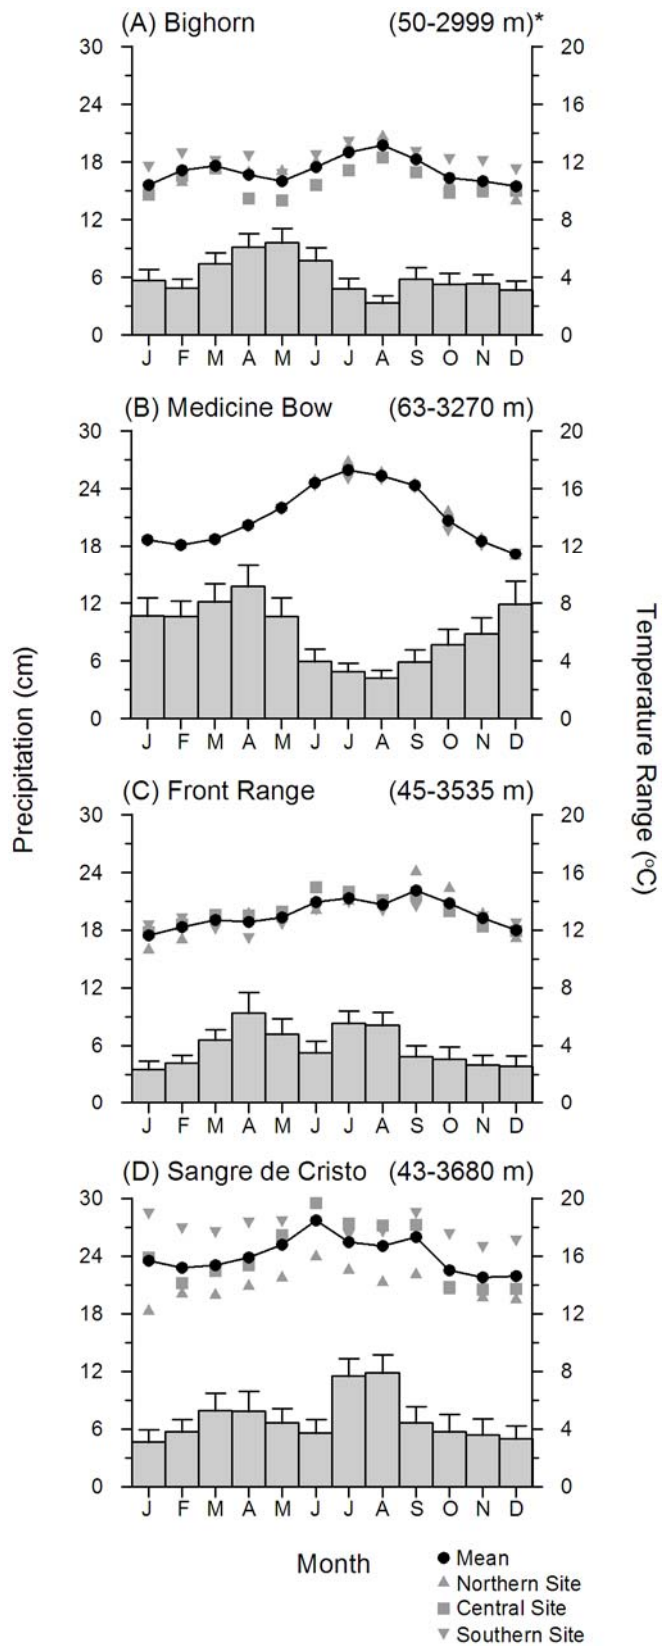 (A) Bighorn (50-2999 m)*
30 20
24 16
18 12
12 8
6 4
0 0
J F M A M J J A S O N D
(B) Medicine Bow (63-3270 m)
30 20
24 16
18 12
12 8
6 4
0 0
J F M A M J J A S O N D
Precipitation (cm)
Temperature Range (°C)
(C) Front Range (45-3535 m)
30 20
24 16
18 12
12 8
6 4
0 0
J F M A M J J A S O N D
(D) Sangre de Cristo (43-3680 m)
30 20
24 16
18 12
12 8
6 4
0 0
J F M A M J J A S O N D
Month
Mean
Northern Site
Central Site
Southern Site